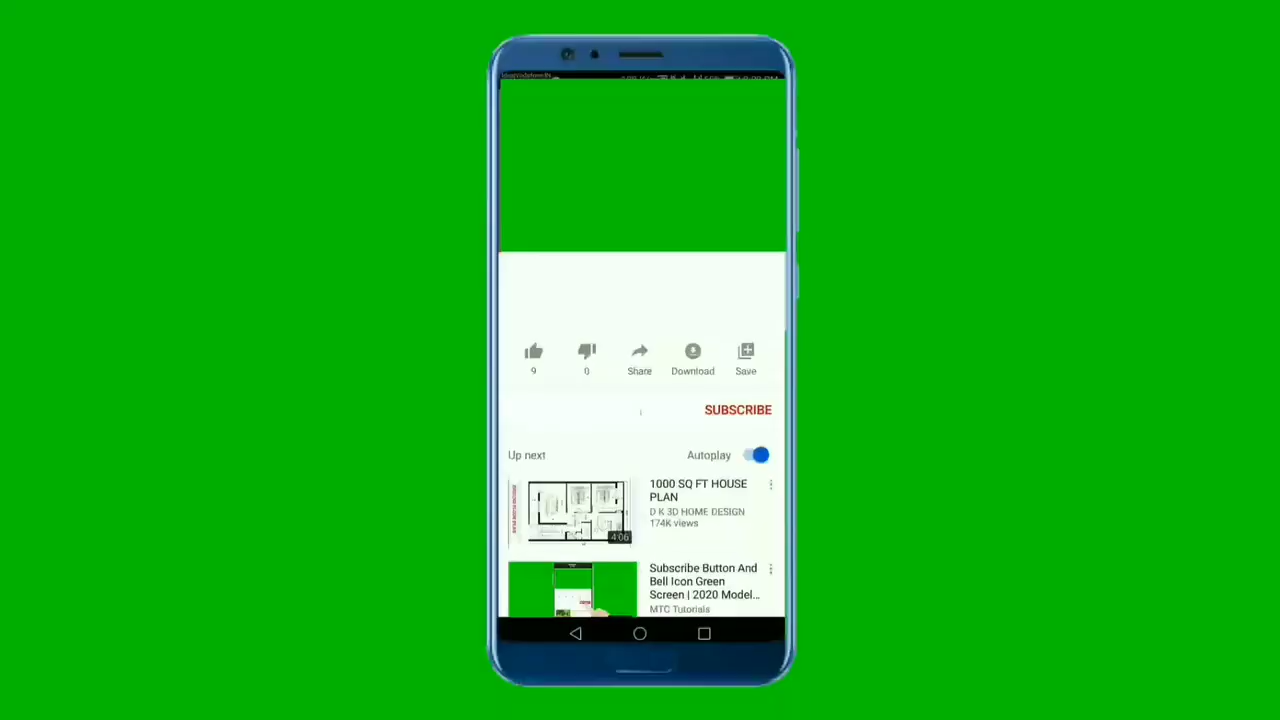 9
0
Share
Download
Save
SUBSCRIBE
Up next
Autoplay
1000 SQ FT HOUSE
PLAN
D K 3D HOME DESIGN
174K views
4:06
Subscribe Button And
Bell Icon Green
Screen | 2020 Model...
MTC Tutorials